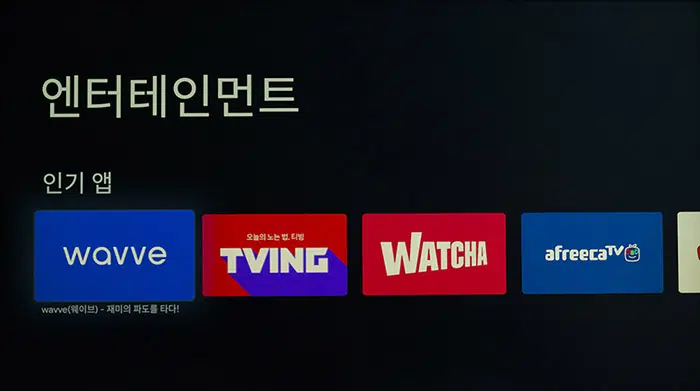 엔터테인먼트
인기 앱
wavve
오늘의 노는 법, 티빙
TVING
WATCHA
afreecaTV
wavve(웨이브) - 재미의 파도를 타다!